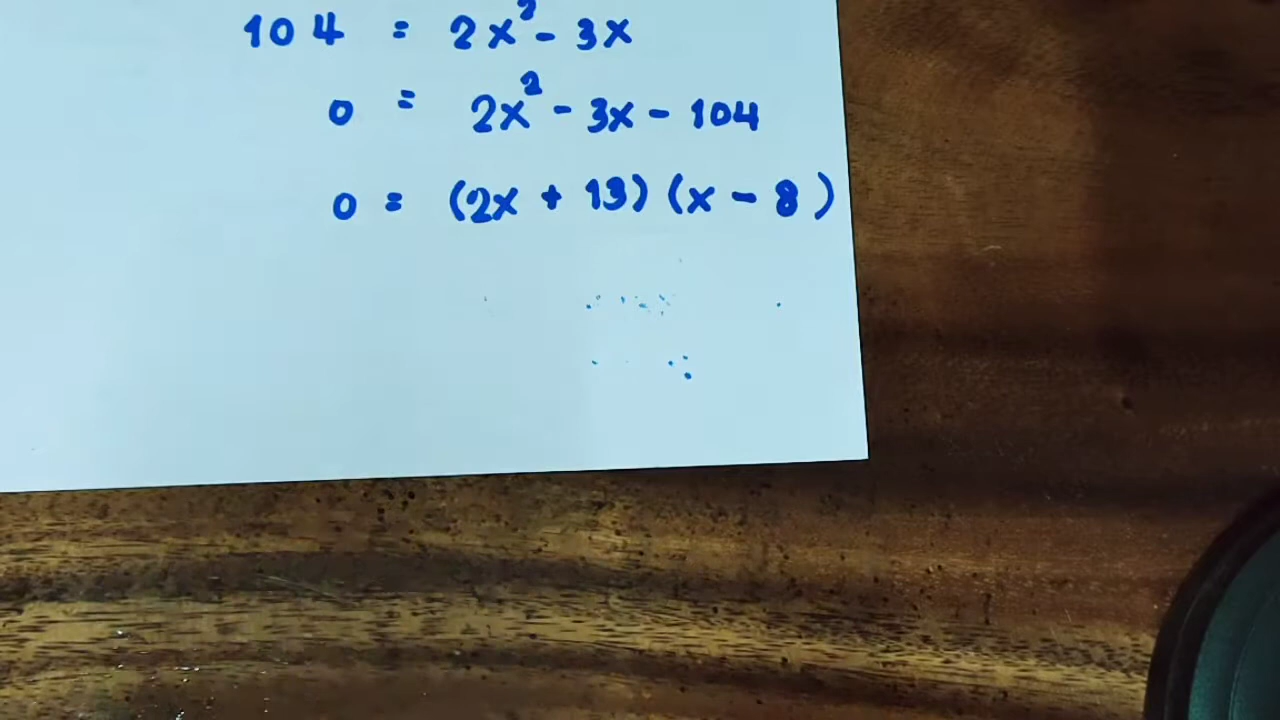 104 = 2x² - 3x
0 = 2x² - 3x - 104
0 = (2x + 13)(x - 8)